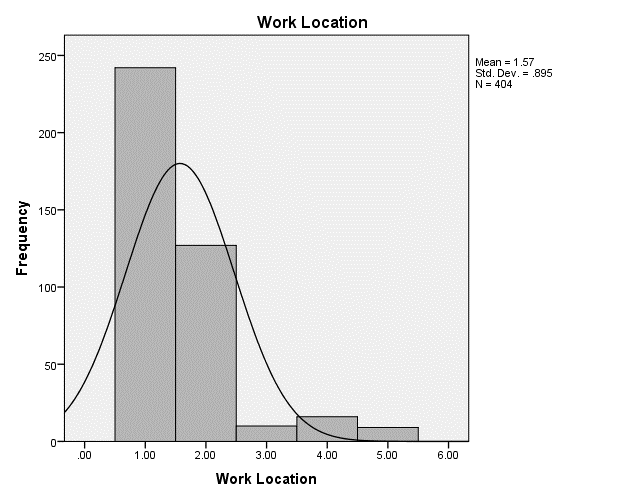 Work Location
Mean = 1.57
Std. Dev. = .895
N = 404
Frequency
250
200
150
100
50
0
.00 1.00 2.00 3.00 4.00 5.00 6.00
Work Location